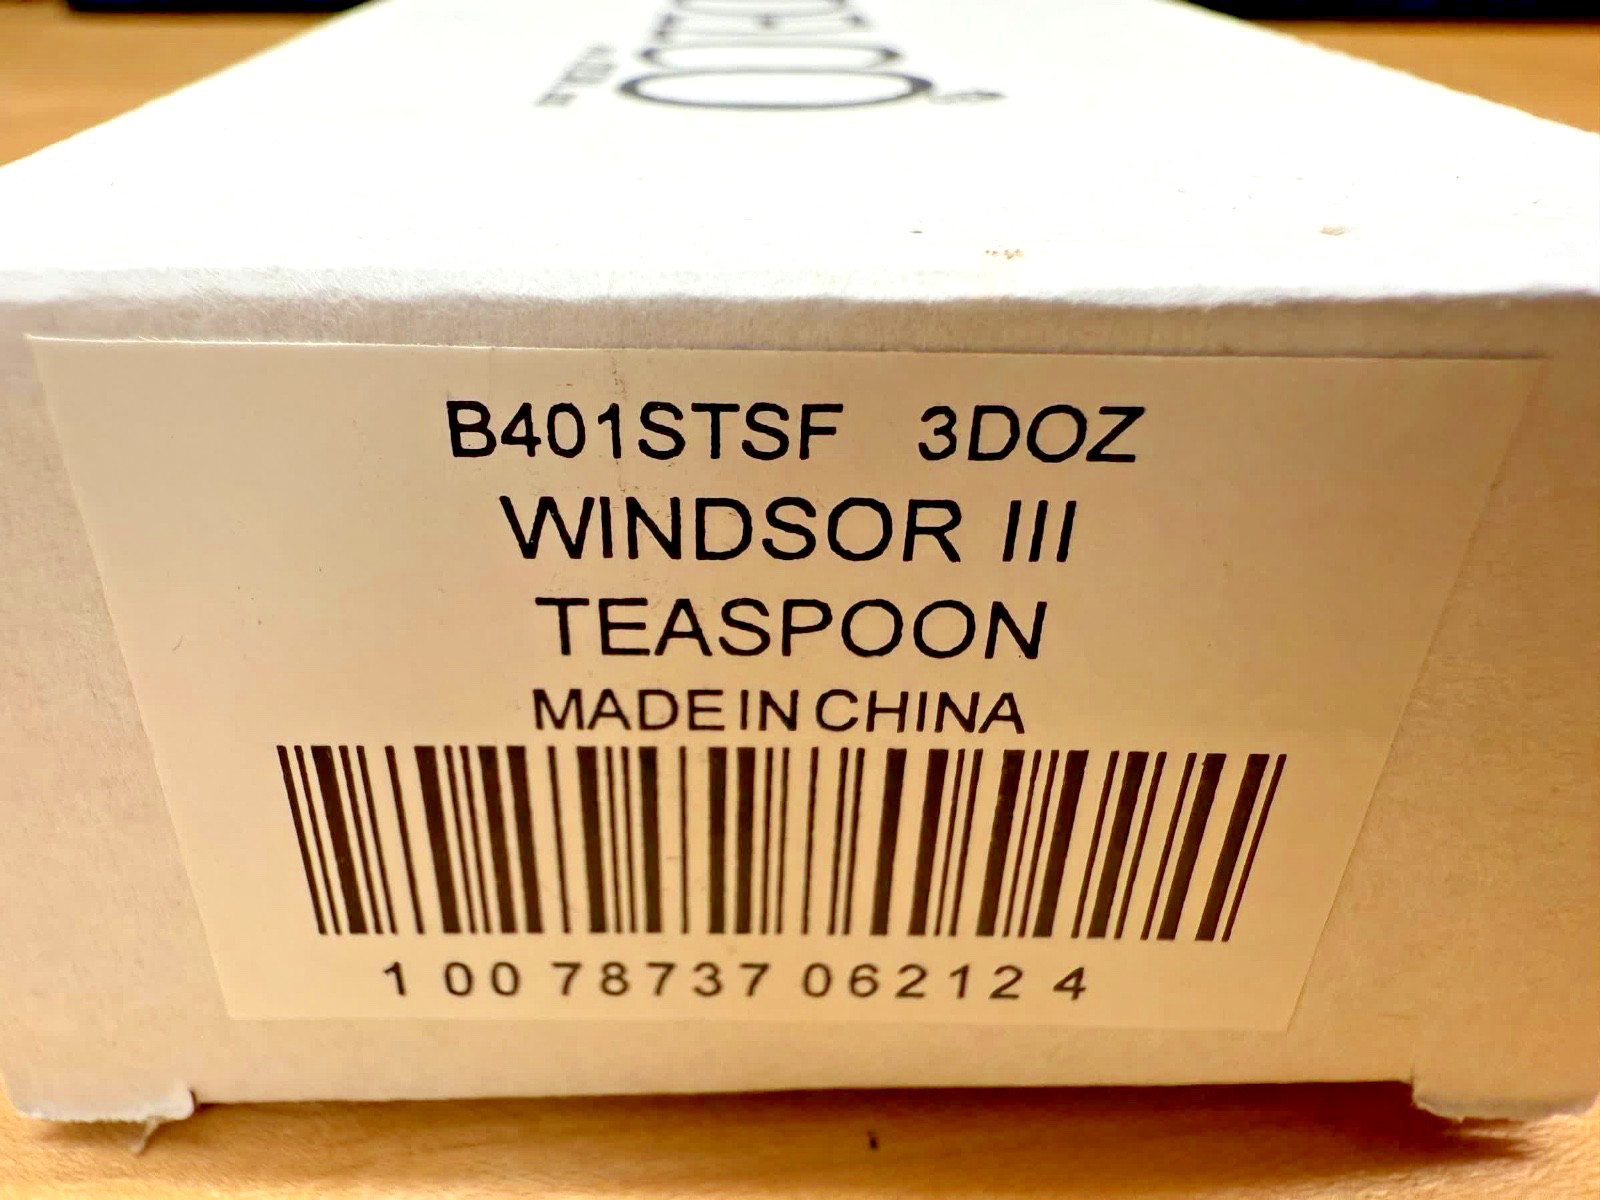 B401STSF 3DOZ
WINDSOR III
TEASPOON
MADE IN CHINA
1 00 78737 06212 4